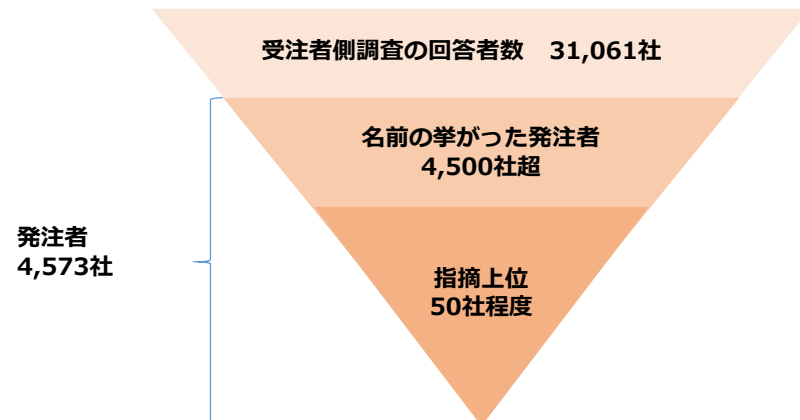 受注者側調査の回答者数　31,061社
名前の挙がった発注者
4,500社超
発注者
4,573社
指摘上位
50社程度